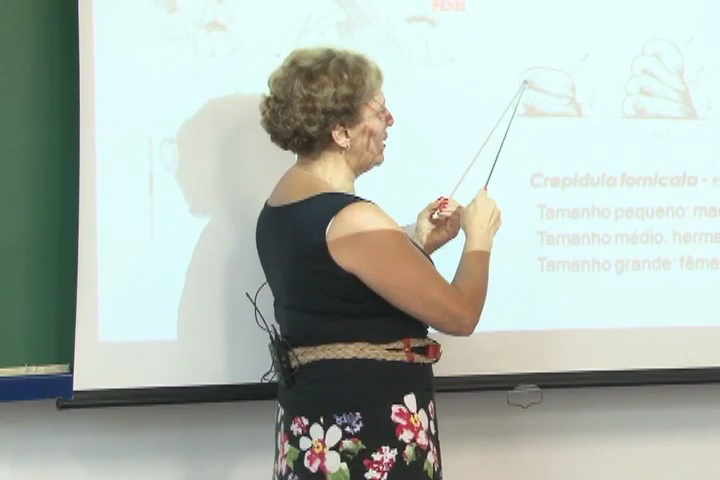 PENIS
Crepidula fornicata -
Tamanho pequeno: ma
Tamanho médio: herma
Tamanho grande: fême